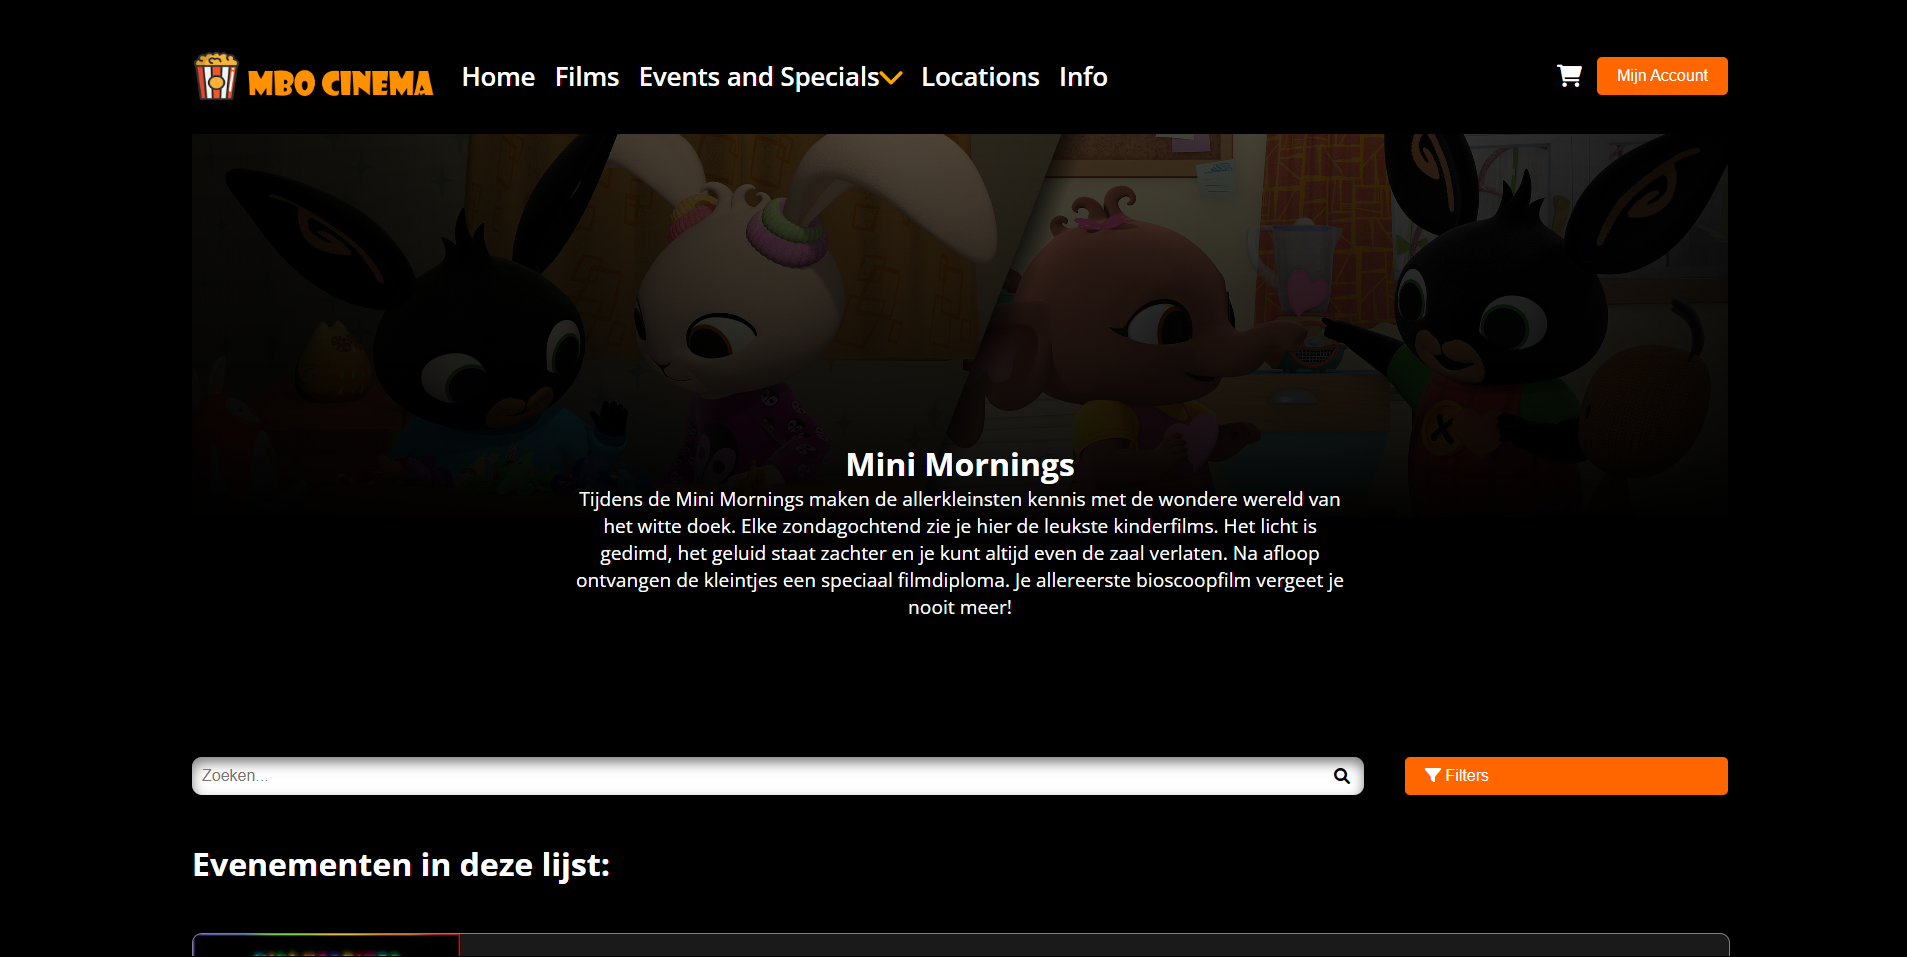 MBO CINEMA Home Films Events and Specials Locations Info Mijn Account
Mini Mornings
Tijdens de Mini Mornings maken de allerkleinsten kennis met de wondere wereld van
het witte doek. Elke zondagochtend zie je hier de leukste kinderfilms. Het licht is
gedimd, het geluid staat zachter en je kunt altijd even de zaal verlaten. Na afloop
ontvangen de kleintjes een speciaal filmdiploma. Je allereerste bioscoopfilm vergeet je
nooit meer!
Zoeken... Filters
Evenementen in deze lijst: